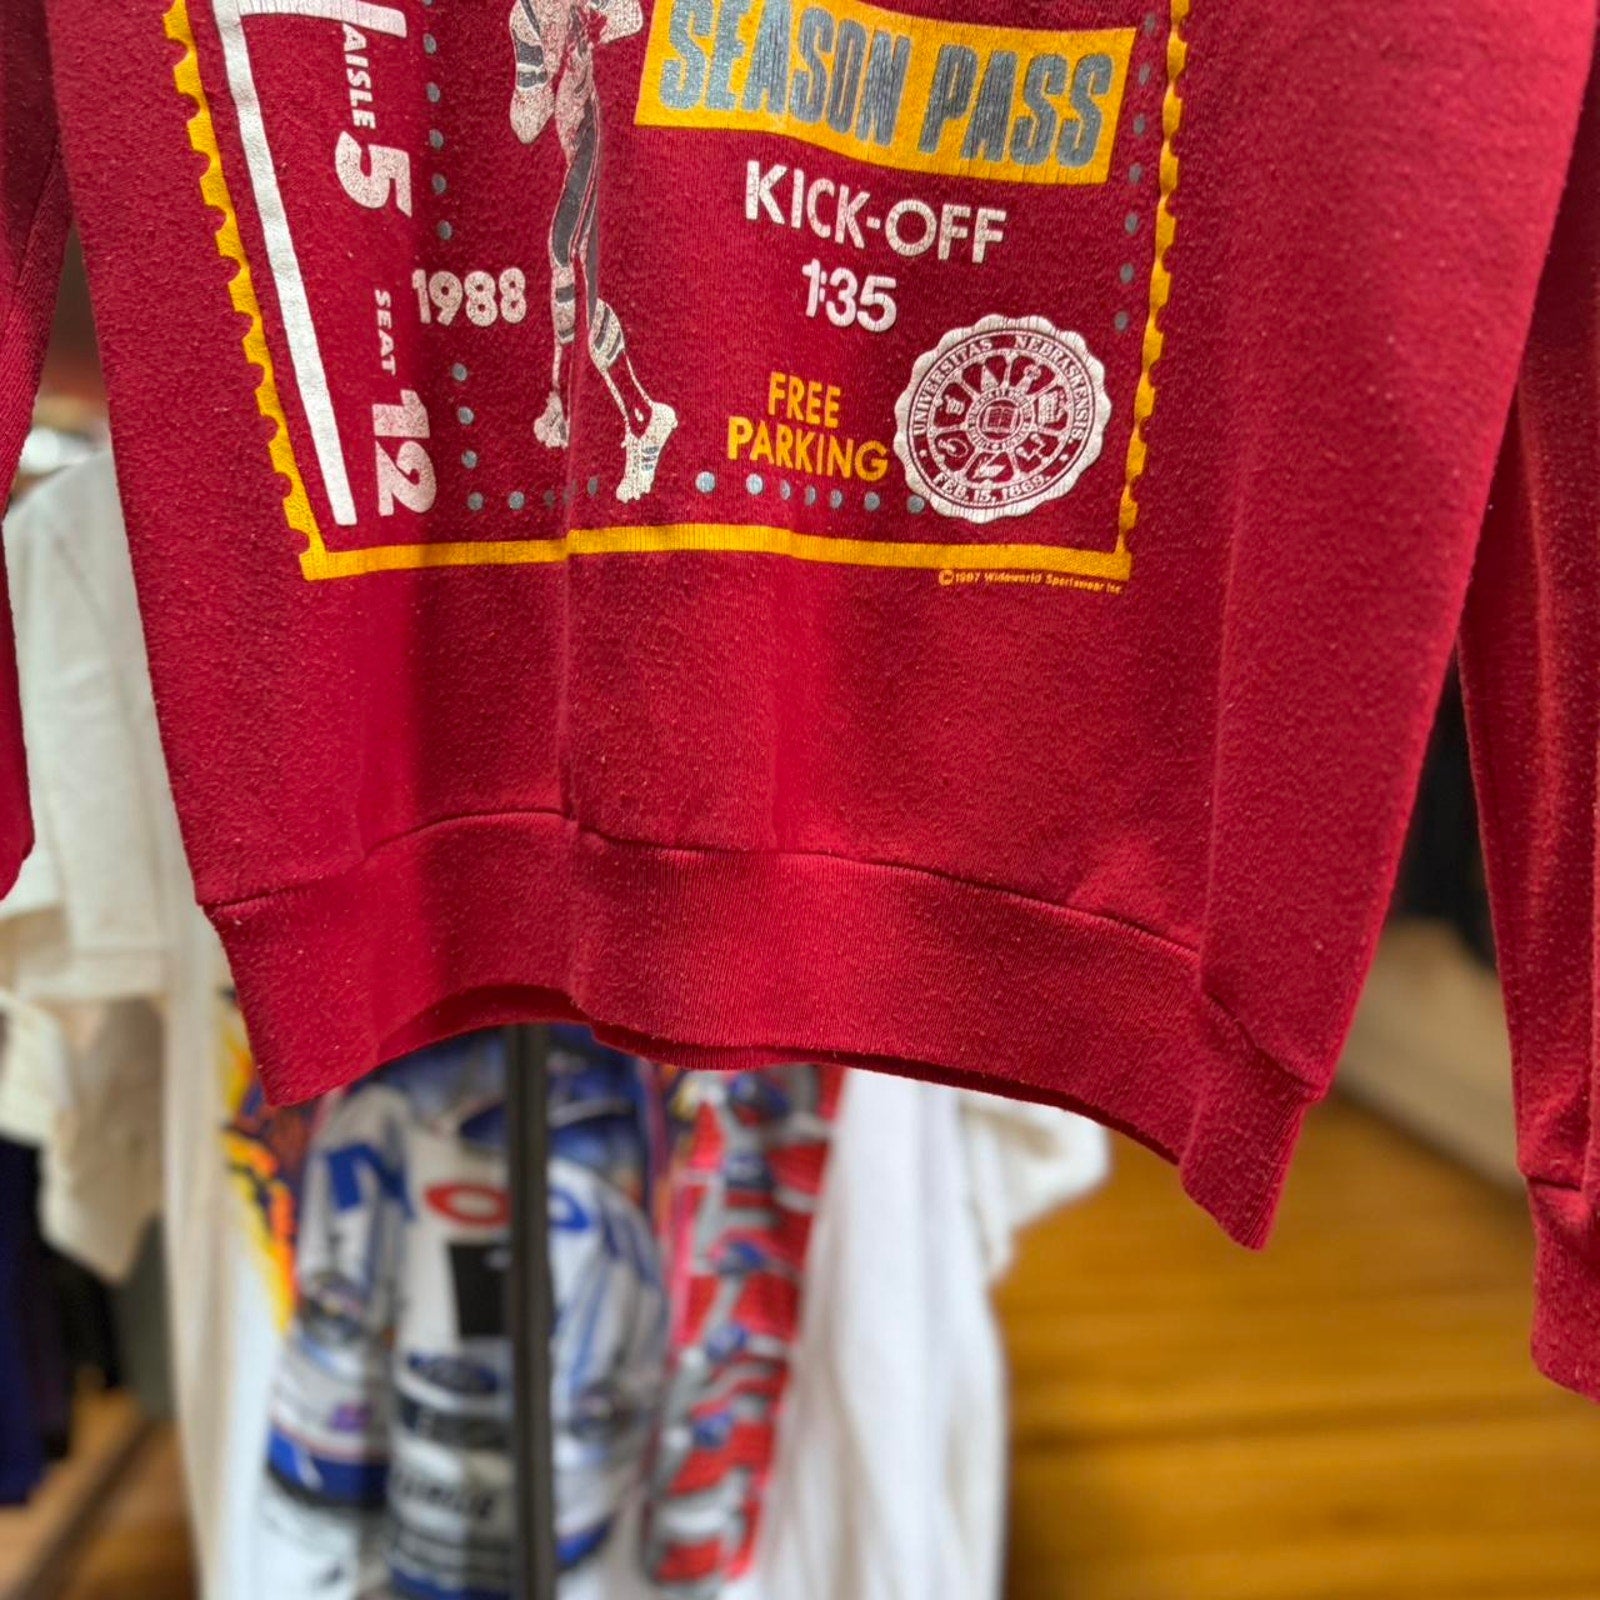 SEASON PASS
AISLE 5
KICK-OFF
1:35
1988
SEAT 12
FREE
PARKING
UNIVERSITAS NEBRASKENSIS
FEB. 15, 1869
©1987 Wideworld Sportswear Inc